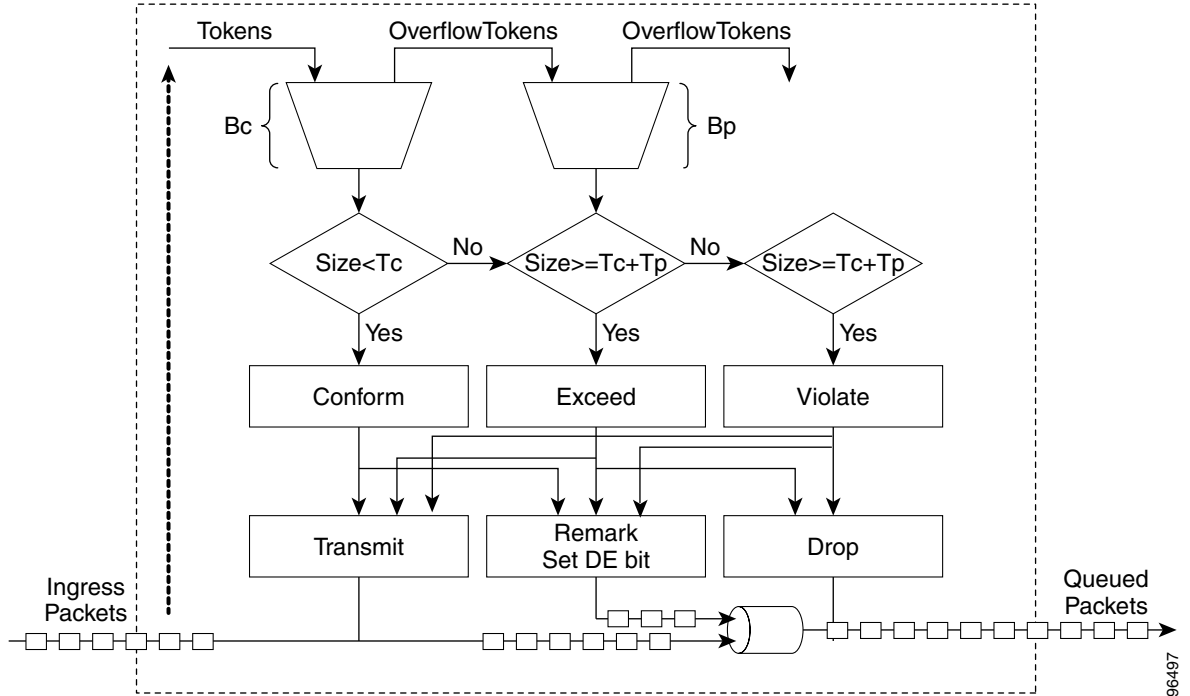 Tokens
OverflowTokens
OverflowTokens
Bc
Bp
Size<Tc
No
Size>=Tc+Tp
No
Size>=Tc+Tp
Yes
Yes
Yes
Conform
Exceed
Violate
Transmit
Remark
Set DE bit
Drop
Ingress
Packets
Queued
Packets
96497